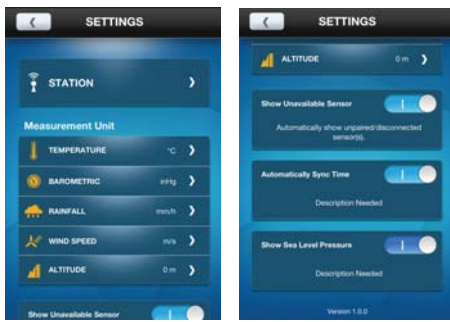 SETTINGS
STATION
Measurement Unit
TEMPERATURE °C
BAROMETRIC inHg
RAINFALL mm/h
WIND SPEED m/s
ALTITUDE 0 m
Show Unavailable Sensor
SETTINGS
ALTITUDE 0 m
Show Unavailable Sensor
Automatically show unpaired/disconnected
sensor(s).
Automatically Sync Time
Description Needed
Show Sea Level Pressure
Description Needed
Version 1.0.0